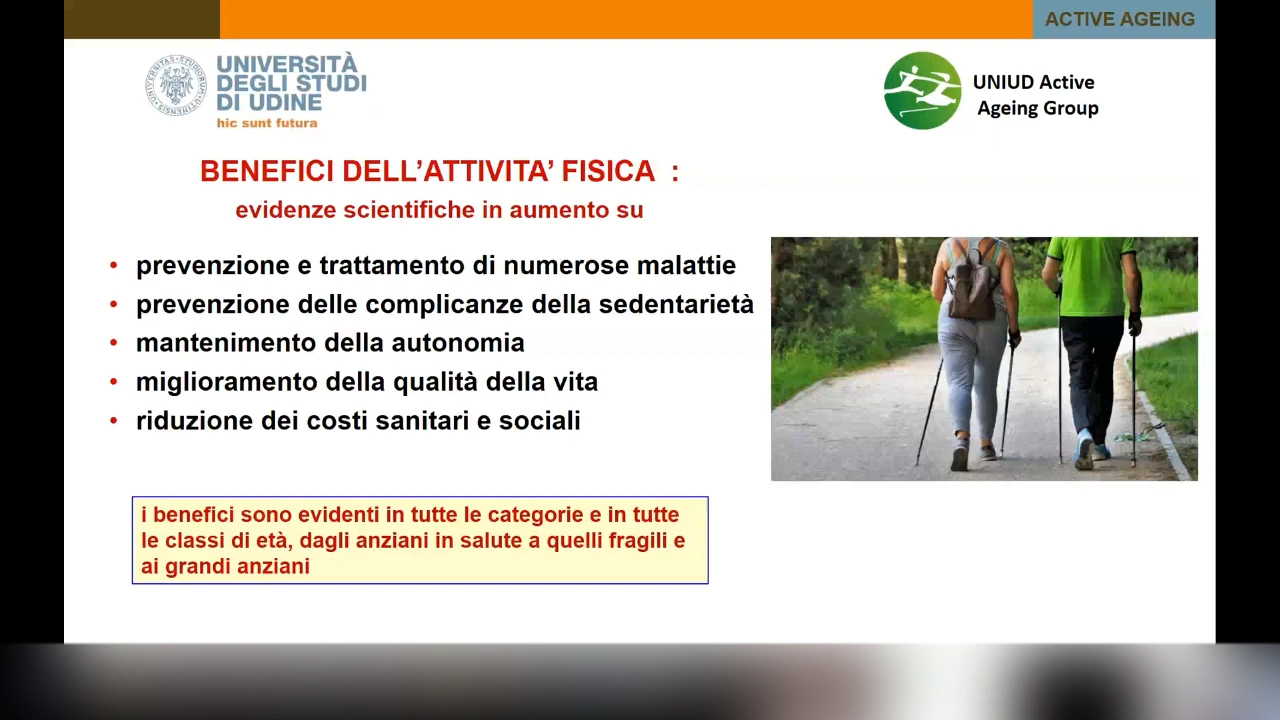 ACTIVE AGEING
UNIVERSITÀ
DEGLI STUDI
DI UDINE
hic sunt futura
UNIUD Active
Ageing Group
BENEFICI DELL’ATTIVITA’ FISICA :
evidenze scientifiche in aumento su
• prevenzione e trattamento di numerose malattie
• prevenzione delle complicanze della sedentarietà
• mantenimento della autonomia
• miglioramento della qualità della vita
• riduzione dei costi sanitari e sociali
i benefici sono evidenti in tutte le categorie e in tutte
le classi di età, dagli anziani in salute a quelli fragili e
ai grandi anziani